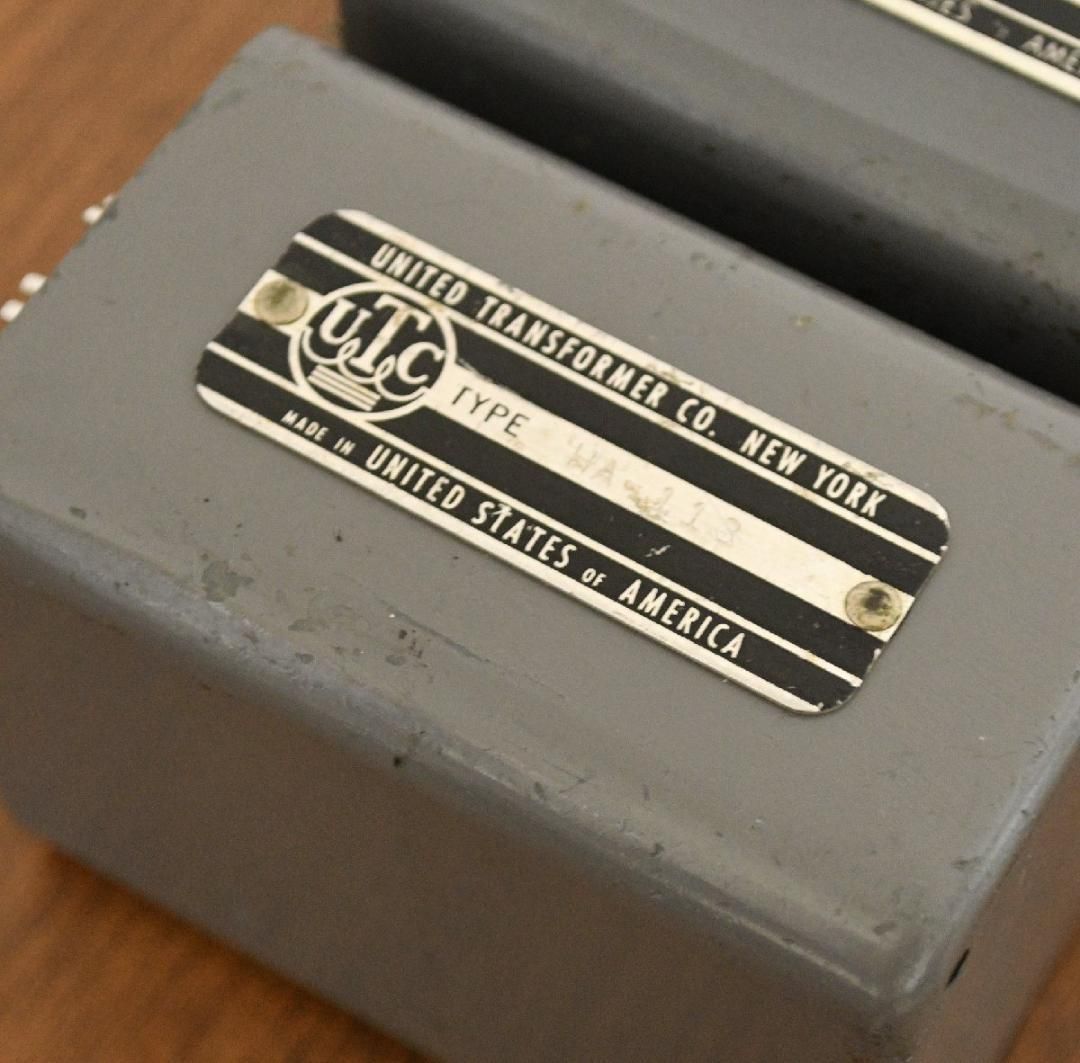 UNITED TRANSFORMER CO. NEW YORK
UTC
TYPE
MADE IN UNITED STATES OF AMERICA